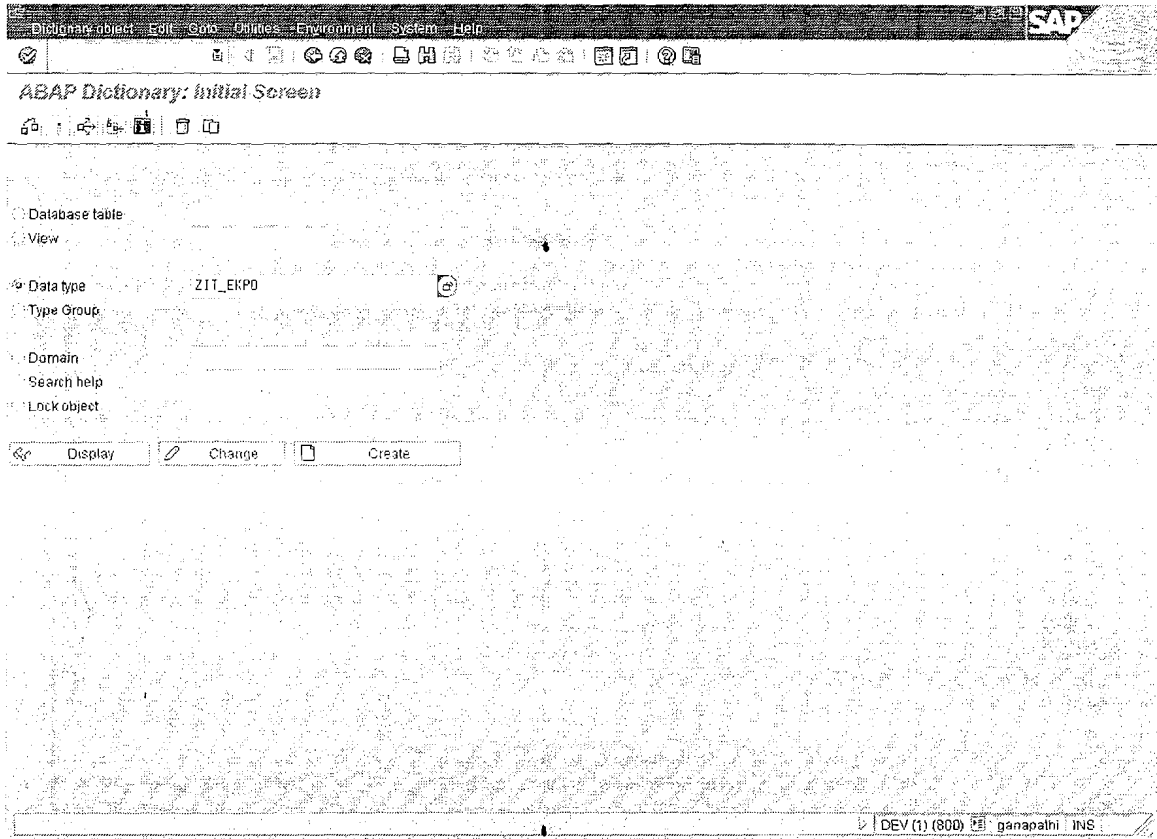 Dictionary object Edit Goto Utilities Environment System Help
SAP
ABAP Dictionary: Initial Screen
Database table
View
Data type ZIT_EKPO
Type Group
Domain
Search help
Lock object
Display Change Create
DEV (1) (800) ganapathi INS